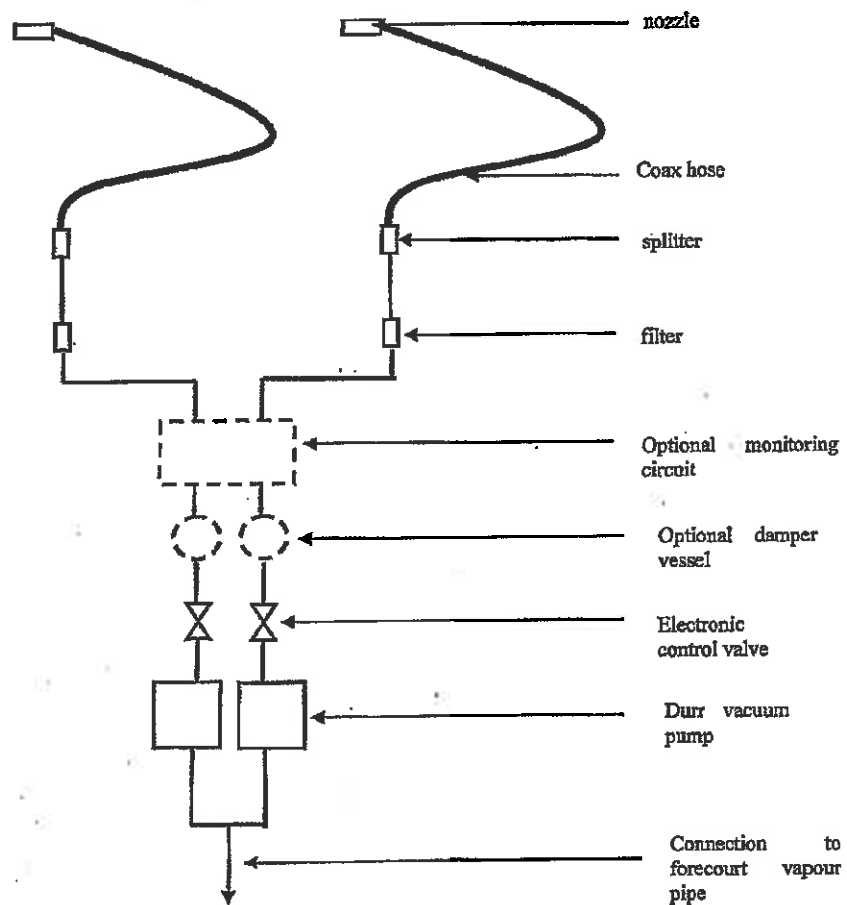 nozzle
Coax hose
splitter
filter
Optional monitoring
circuit
Optional damper
vessel
Electronic
control valve
Durr vacuum
pump
Connection to
forecourt vapour
pipe